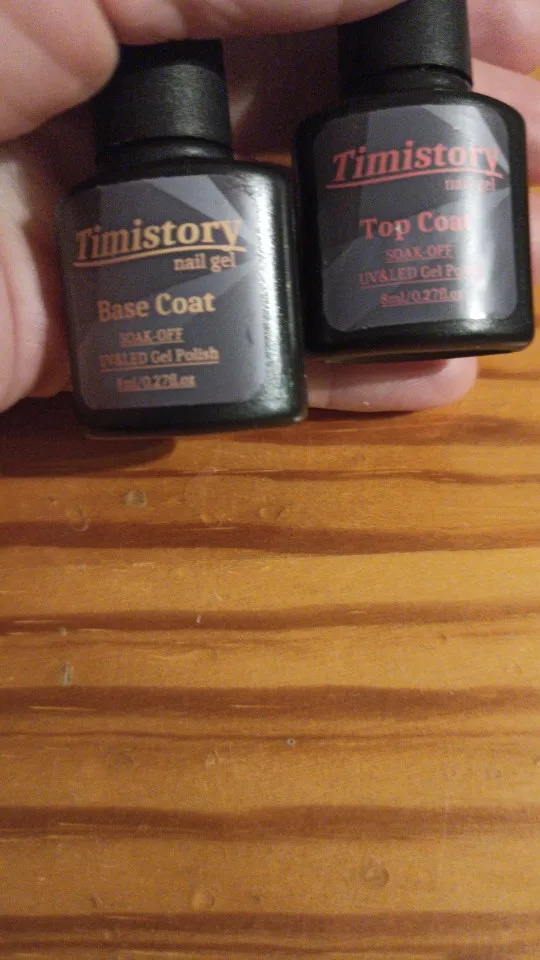 Timistory
nail gel
Base Coat
SOAK-OFF
UV&LED Gel Polish
8ml/0.27fl.oz
Timistory
nail gel
Top Coat
SOAK-OFF
UV&LED Gel Polish
8ml/0.27fl.oz